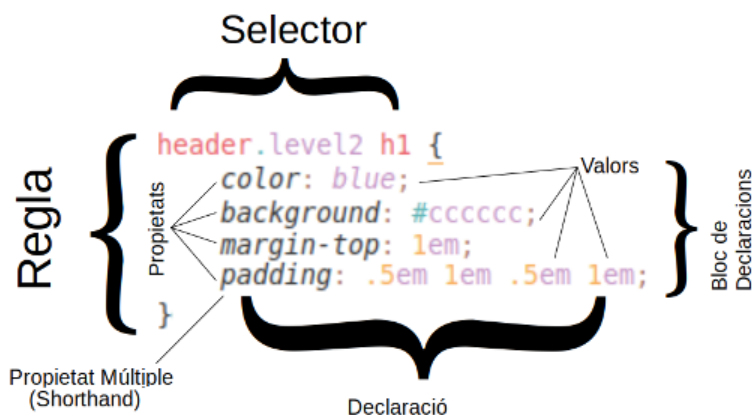 Selector
Regla
header.level2 h1 {
Propietats
color: blue;
background: #cccccc;
margin-top: 1em;
padding: .5em 1em .5em 1em;
}
Valors
Bloc de
Declaracions
Propietat Múltiple
(Shorthand)
Declaració